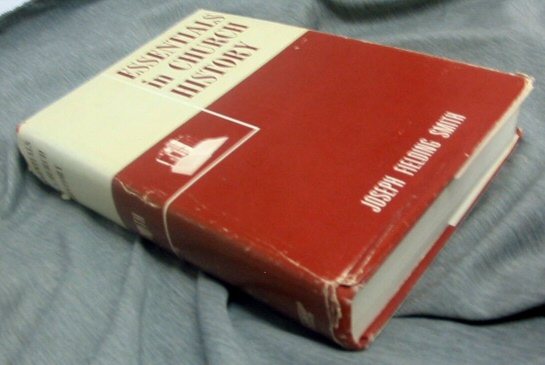 ESSENTIALS
in CHURCH
HISTORY
JOSEPH FIELDING SMITH